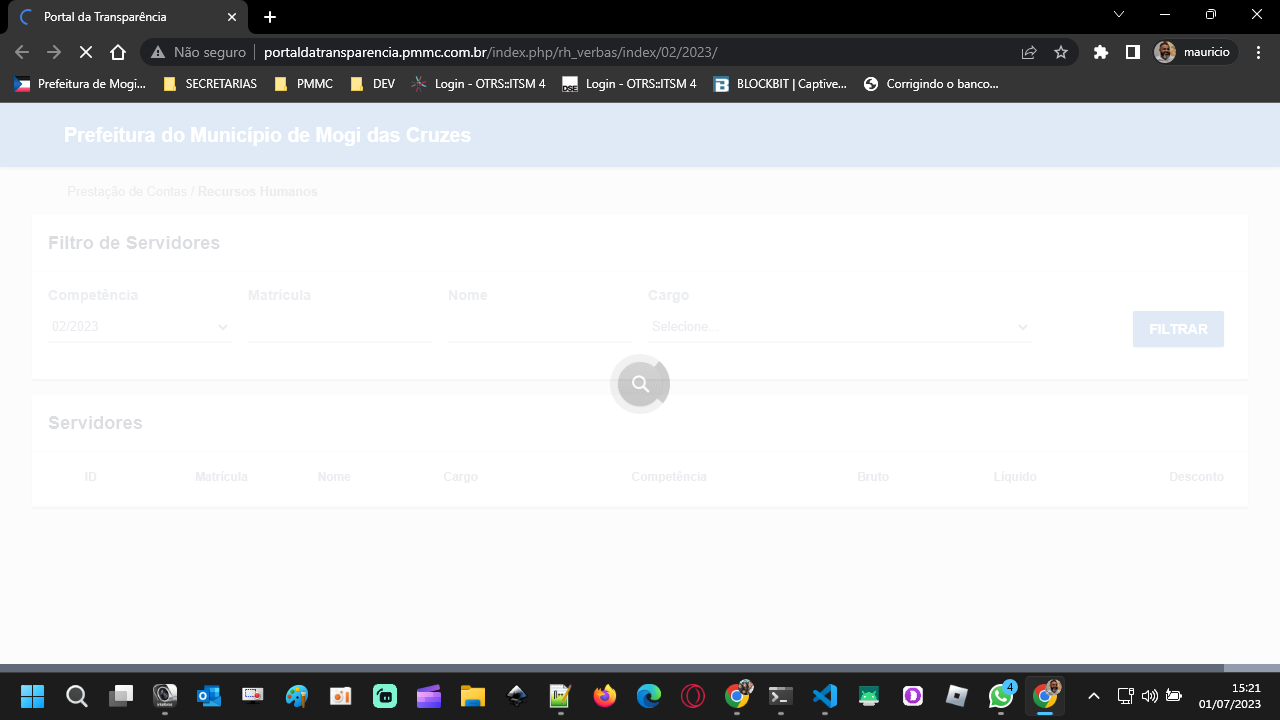 Portal da Transparência
Não seguro
portaldatransparencia.pmmc.com.br/index.php/rh_verbas/index/02/2023/
mauricio
Prefeitura de Mogi...
SECRETARIAS
PMMC
DEV
Login - OTRS::ITSM 4
Login - OTRS::ITSM 4
BLOCKBIT | Captive...
Corrigindo o banco...
Prefeitura do Município de Mogi das Cruzes
Prestação de Contas / Recursos Humanos
Filtro de Servidores
Competência Matrícula Nome Cargo
02/2023 Selecione... FILTRAR
Servidores
ID Matrícula Nome Cargo Competência Bruto Líquido Desconto
4
15:21
01/07/2023